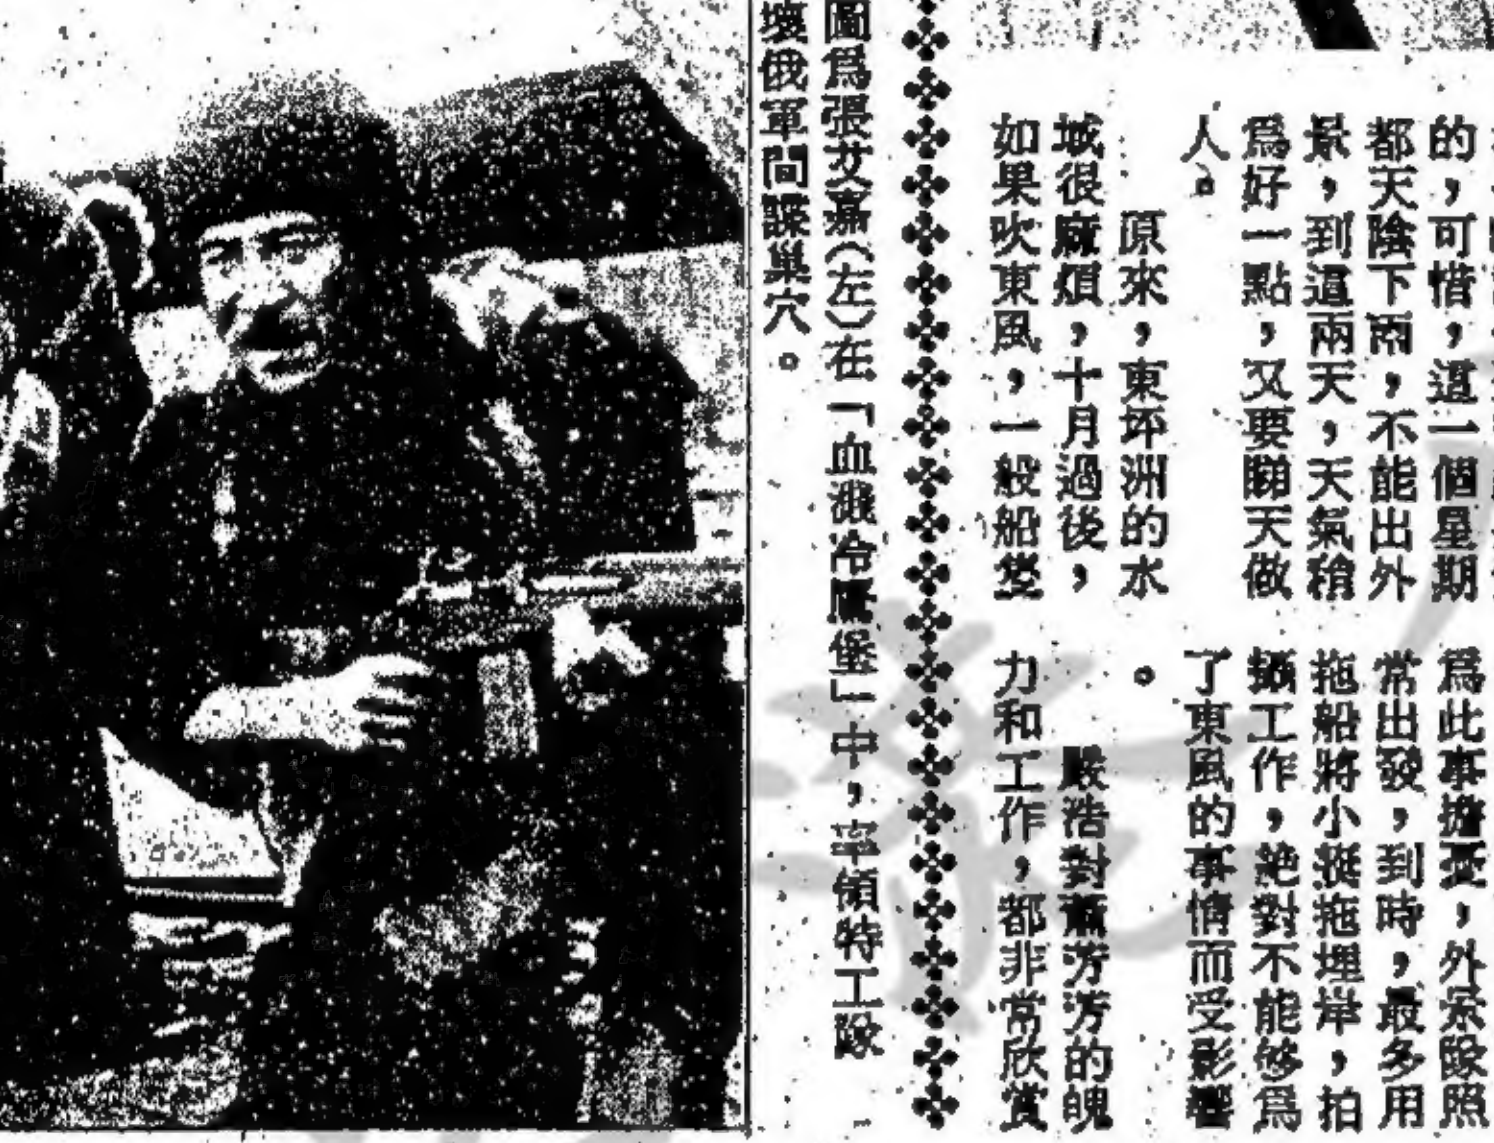 的，可惜，這一個星期
都天陰下雨，不能出外
景，到這兩天，天氣稍
爲好一點，又要睇天做
人。
原來，東坪洲的水
域很麻煩，十月過後，
如果吹東風，一般船隻
爲此事擔憂，外景隊照
常出發，到時，最多用
拖船將小艇拖埋岸，拍
攝工作，絶對不能够爲
了東風的事情而受影響
。
嚴浩對蕭芳芳的魄
力和工作，都非常欣賞
圖爲張艾嘉（左）在「血濺冷鷹堡」中，率領特工隊
壞俄軍間諜巢穴。